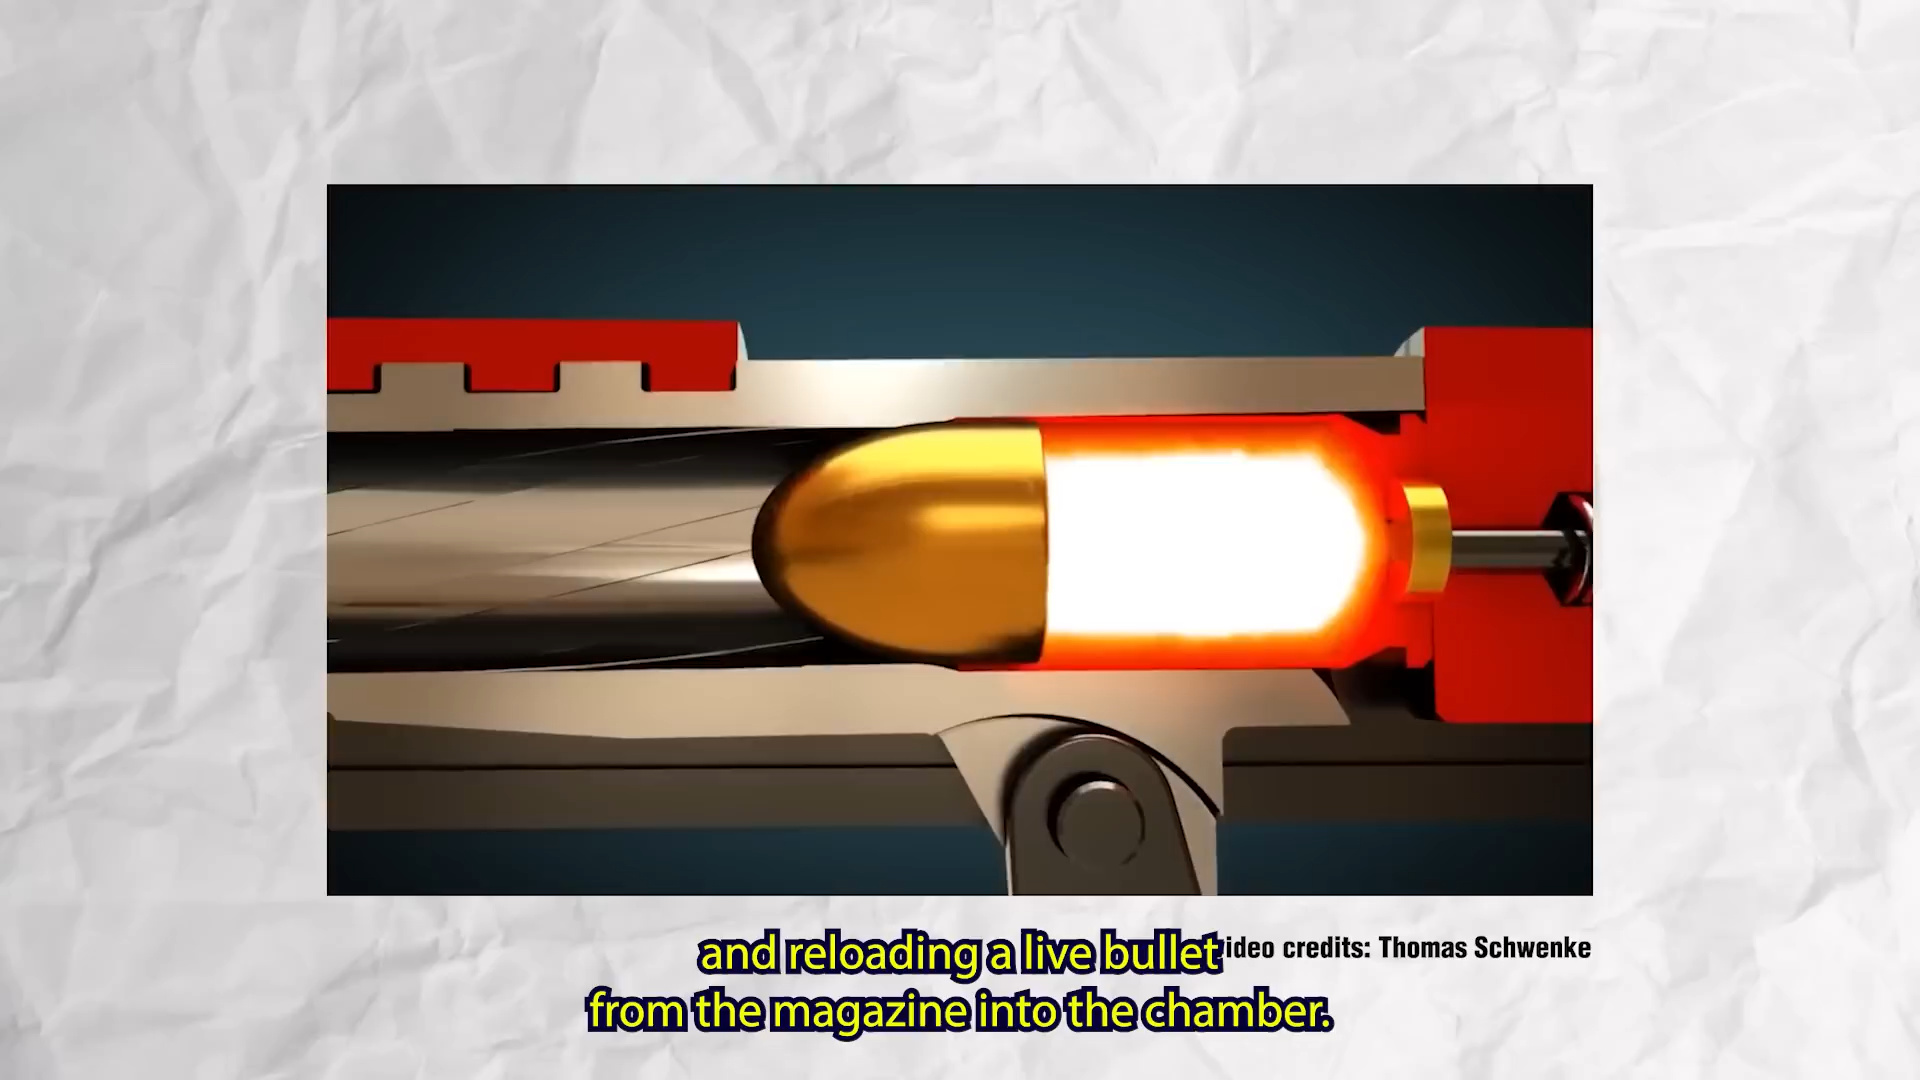 and reloading a live bullet
ideo credits: Thomas Schwenke
from the magazine into the chamber.